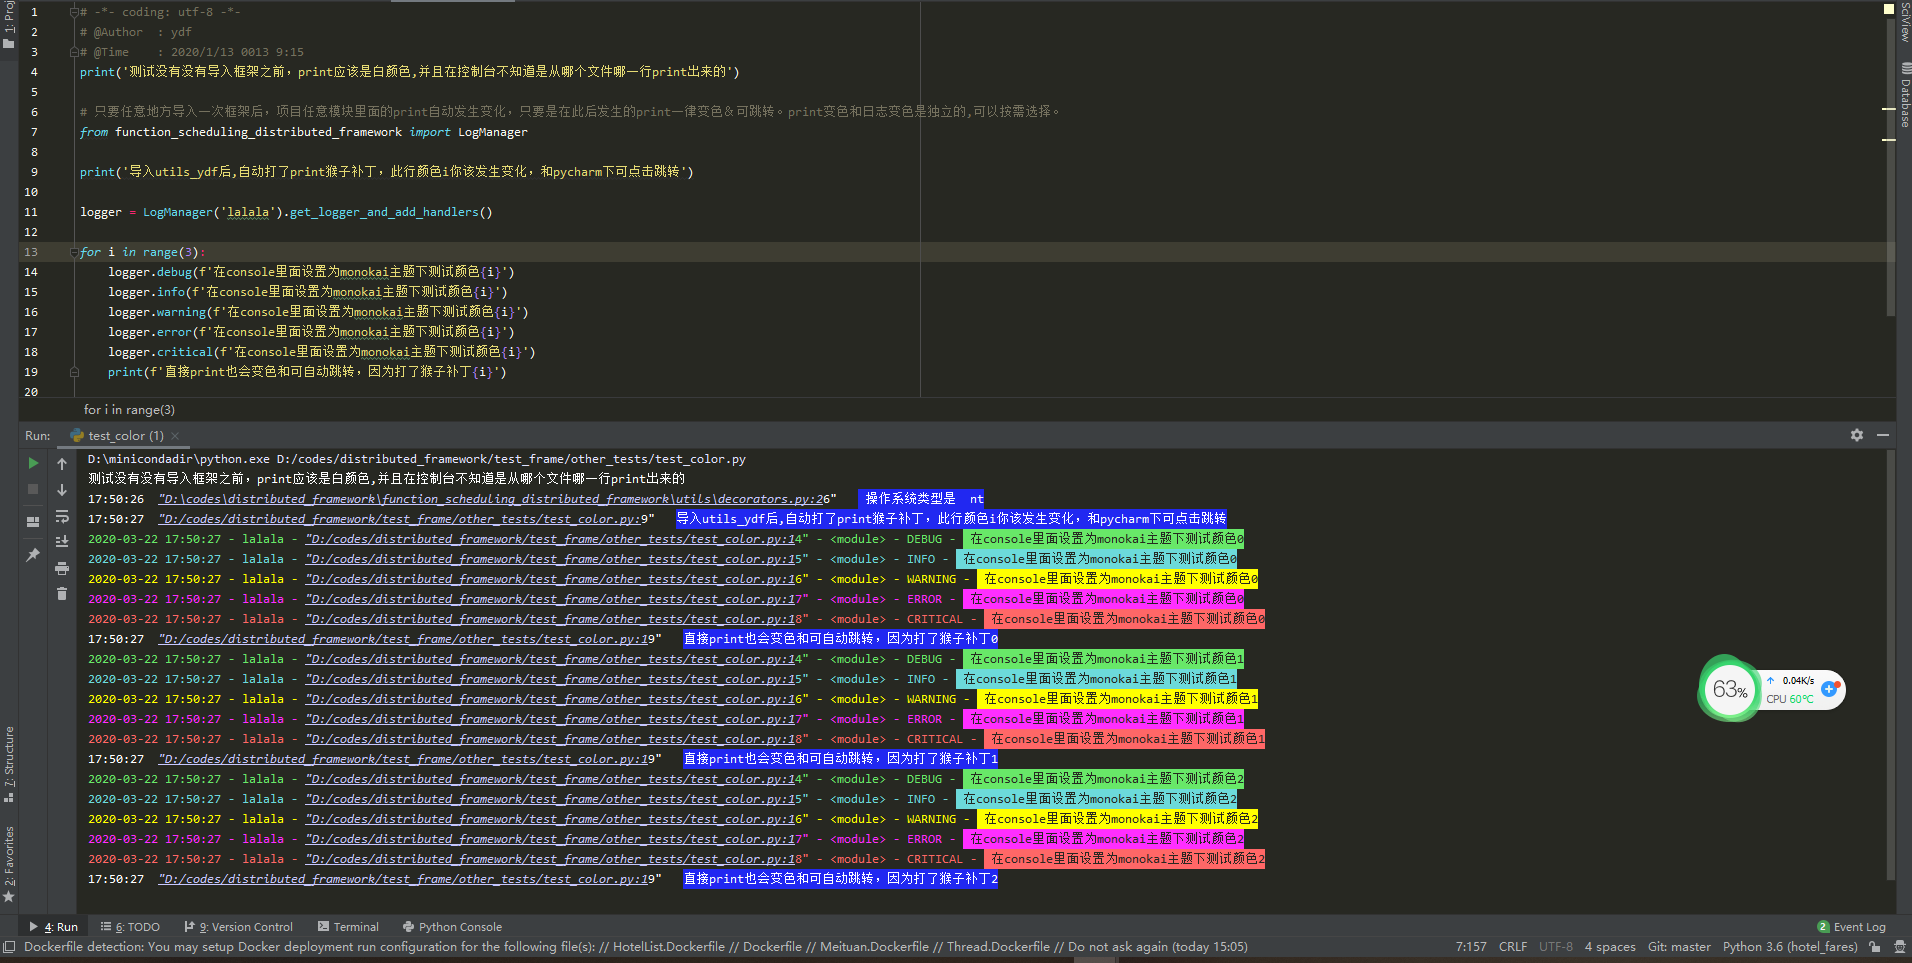 1 # -*- coding: utf-8 -*-
2 # @Author  : ydf
3 # @Time    : 2020/1/13 0013 9:15
4 print('测试没有没有导入框架之前，print应该是白颜色,并且在控制台不知道是从哪个文件哪一行print出来的')
5
6 # 只要任意地方导入一次框架后，项目任意模块里面的print自动发生变化，只要是在此后发生的print一律变色&可跳转。print变色和日志变色是独立的,可以按需选择。
7 from function_scheduling_distributed_framework import LogManager
8
9 print('导入utils_ydf后,自动打了print猴子补丁，此行颜色i你该发生变化，和pycharm下可点击跳转')
10
11 logger = LogManager('lalala').get_logger_and_add_handlers()
12
13 for i in range(3):
14     logger.debug(f'在console里面设置为monokai主题下测试颜色{i}')
15     logger.info(f'在console里面设置为monokai主题下测试颜色{i}')
16     logger.warning(f'在console里面设置为monokai主题下测试颜色{i}')
17     logger.error(f'在console里面设置为monokai主题下测试颜色{i}')
18     logger.critical(f'在console里面设置为monokai主题下测试颜色{i}')
19     print(f'直接print也会变色和可自动跳转，因为打了猴子补丁{i}')
20
for i in range(3)
1: Proj
SciView
Database
Run: test_color (1)
D:\minicondadir\python.exe D:/codes/distributed_framework/test_frame/other_tests/test_color.py
测试没有没有导入框架之前，print应该是白颜色,并且在控制台不知道是从哪个文件哪一行print出来的
17:50:26  "D:\codes\distributed_framework\function_scheduling_distributed_framework\utils\decorators.py:26"   操作系统类型是  nt
17:50:27  "D:/codes/distributed_framework/test_frame/other_tests/test_color.py:9"   导入utils_ydf后,自动打了print猴子补丁，此行颜色i你该发生变化，和pycharm下可点击跳转
2020-03-22 17:50:27 - lalala - "D:/codes/distributed_framework/test_frame/other_tests/test_color.py:14" - <module> - DEBUG - 在console里面设置为monokai主题下测试颜色0
2020-03-22 17:50:27 - lalala - "D:/codes/distributed_framework/test_frame/other_tests/test_color.py:15" - <module> - INFO - 在console里面设置为monokai主题下测试颜色0
2020-03-22 17:50:27 - lalala - "D:/codes/distributed_framework/test_frame/other_tests/test_color.py:16" - <module> - WARNING - 在console里面设置为monokai主题下测试颜色0
2020-03-22 17:50:27 - lalala - "D:/codes/distributed_framework/test_frame/other_tests/test_color.py:17" - <module> - ERROR - 在console里面设置为monokai主题下测试颜色0
2020-03-22 17:50:27 - lalala - "D:/codes/distributed_framework/test_frame/other_tests/test_color.py:18" - <module> - CRITICAL - 在console里面设置为monokai主题下测试颜色0
17:50:27  "D:/codes/distributed_framework/test_frame/other_tests/test_color.py:19"   直接print也会变色和可自动跳转，因为打了猴子补丁0
2020-03-22 17:50:27 - lalala - "D:/codes/distributed_framework/test_frame/other_tests/test_color.py:14" - <module> - DEBUG - 在console里面设置为monokai主题下测试颜色1
2020-03-22 17:50:27 - lalala - "D:/codes/distributed_framework/test_frame/other_tests/test_color.py:15" - <module> - INFO - 在console里面设置为monokai主题下测试颜色1
2020-03-22 17:50:27 - lalala - "D:/codes/distributed_framework/test_frame/other_tests/test_color.py:16" - <module> - WARNING - 在console里面设置为monokai主题下测试颜色1
2020-03-22 17:50:27 - lalala - "D:/codes/distributed_framework/test_frame/other_tests/test_color.py:17" - <module> - ERROR - 在console里面设置为monokai主题下测试颜色1
2020-03-22 17:50:27 - lalala - "D:/codes/distributed_framework/test_frame/other_tests/test_color.py:18" - <module> - CRITICAL - 在console里面设置为monokai主题下测试颜色1
17:50:27  "D:/codes/distributed_framework/test_frame/other_tests/test_color.py:19"   直接print也会变色和可自动跳转，因为打了猴子补丁1
2020-03-22 17:50:27 - lalala - "D:/codes/distributed_framework/test_frame/other_tests/test_color.py:14" - <module> - DEBUG - 在console里面设置为monokai主题下测试颜色2
2020-03-22 17:50:27 - lalala - "D:/codes/distributed_framework/test_frame/other_tests/test_color.py:15" - <module> - INFO - 在console里面设置为monokai主题下测试颜色2
2020-03-22 17:50:27 - lalala - "D:/codes/distributed_framework/test_frame/other_tests/test_color.py:16" - <module> - WARNING - 在console里面设置为monokai主题下测试颜色2
2020-03-22 17:50:27 - lalala - "D:/codes/distributed_framework/test_frame/other_tests/test_color.py:17" - <module> - ERROR - 在console里面设置为monokai主题下测试颜色2
2020-03-22 17:50:27 - lalala - "D:/codes/distributed_framework/test_frame/other_tests/test_color.py:18" - <module> - CRITICAL - 在console里面设置为monokai主题下测试颜色2
17:50:27  "D:/codes/distributed_framework/test_frame/other_tests/test_color.py:19"   直接print也会变色和可自动跳转，因为打了猴子补丁2
63%
0.04K/s
CPU 60℃
7: Structure
2: Favorites
4: Run 6: TODO 9: Version Control Terminal Python Console 2 Event Log
Dockerfile detection: You may setup Docker deployment run configuration for the following file(s): // HotelList.Dockerfile // Dockerfile // Meituan.Dockerfile // Thread.Dockerfile // Do not ask again (today 15:05) 7:157 CRLF UTF-8 4 spaces Git: master Python 3.6 (hotel_fares)